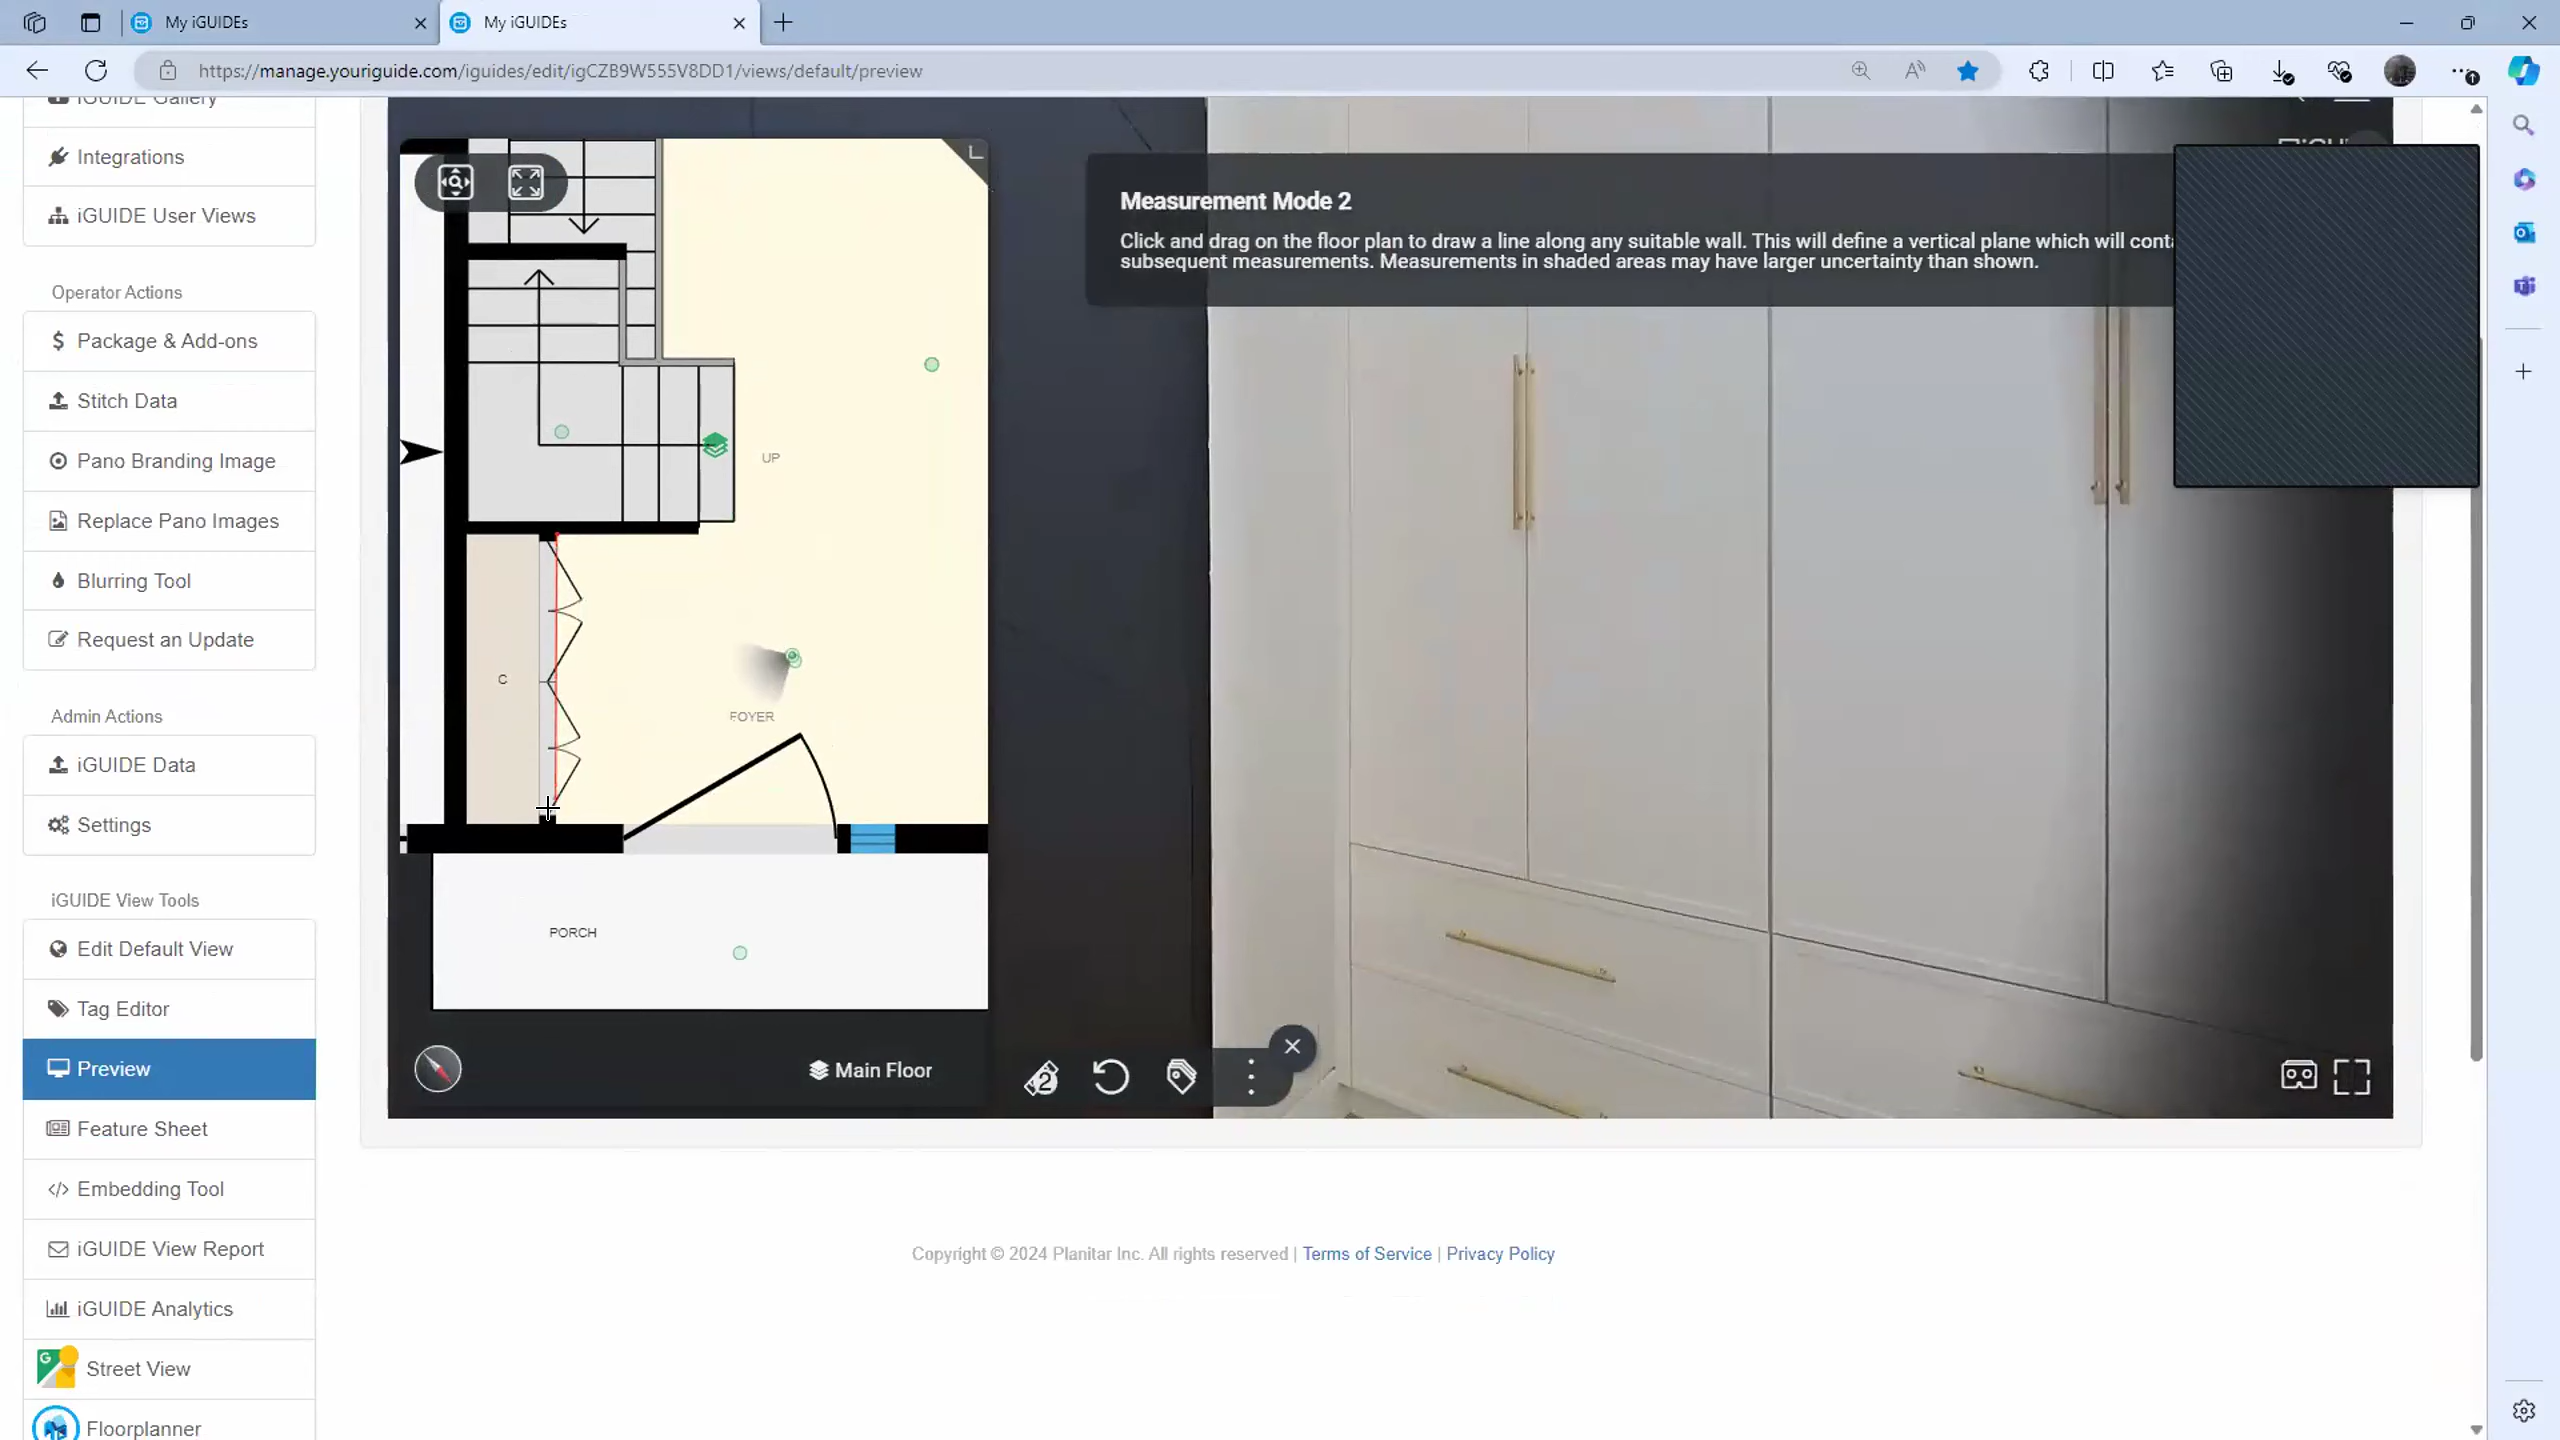 My iGUIDEs
My iGUIDEs
https://manage.youriguide.com/iguides/edit/igCZB9W555V8DD1/views/default/preview
iGUIDE Gallery
Integrations
iGUIDE User Views
Operator Actions
Package & Add-ons
Stitch Data
Pano Branding Image
Replace Pano Images
Blurring Tool
Request an Update
Admin Actions
iGUIDE Data
Settings
iGUIDE View Tools
Edit Default View
Tag Editor
Preview
Feature Sheet
Embedding Tool
iGUIDE View Report
iGUIDE Analytics
G
Street View
Floorplanner
UP
C
FOYER
PORCH
Main Floor
2
Measurement Mode 2
Click and drag on the floor plan to draw a line along any suitable wall. This will define a vertical plane which will
subsequent measurements. Measurements in shaded areas may have larger uncertainty than shown.
Copyright © 2024 Planitar Inc. All rights reserved | Terms of Service | Privacy Policy